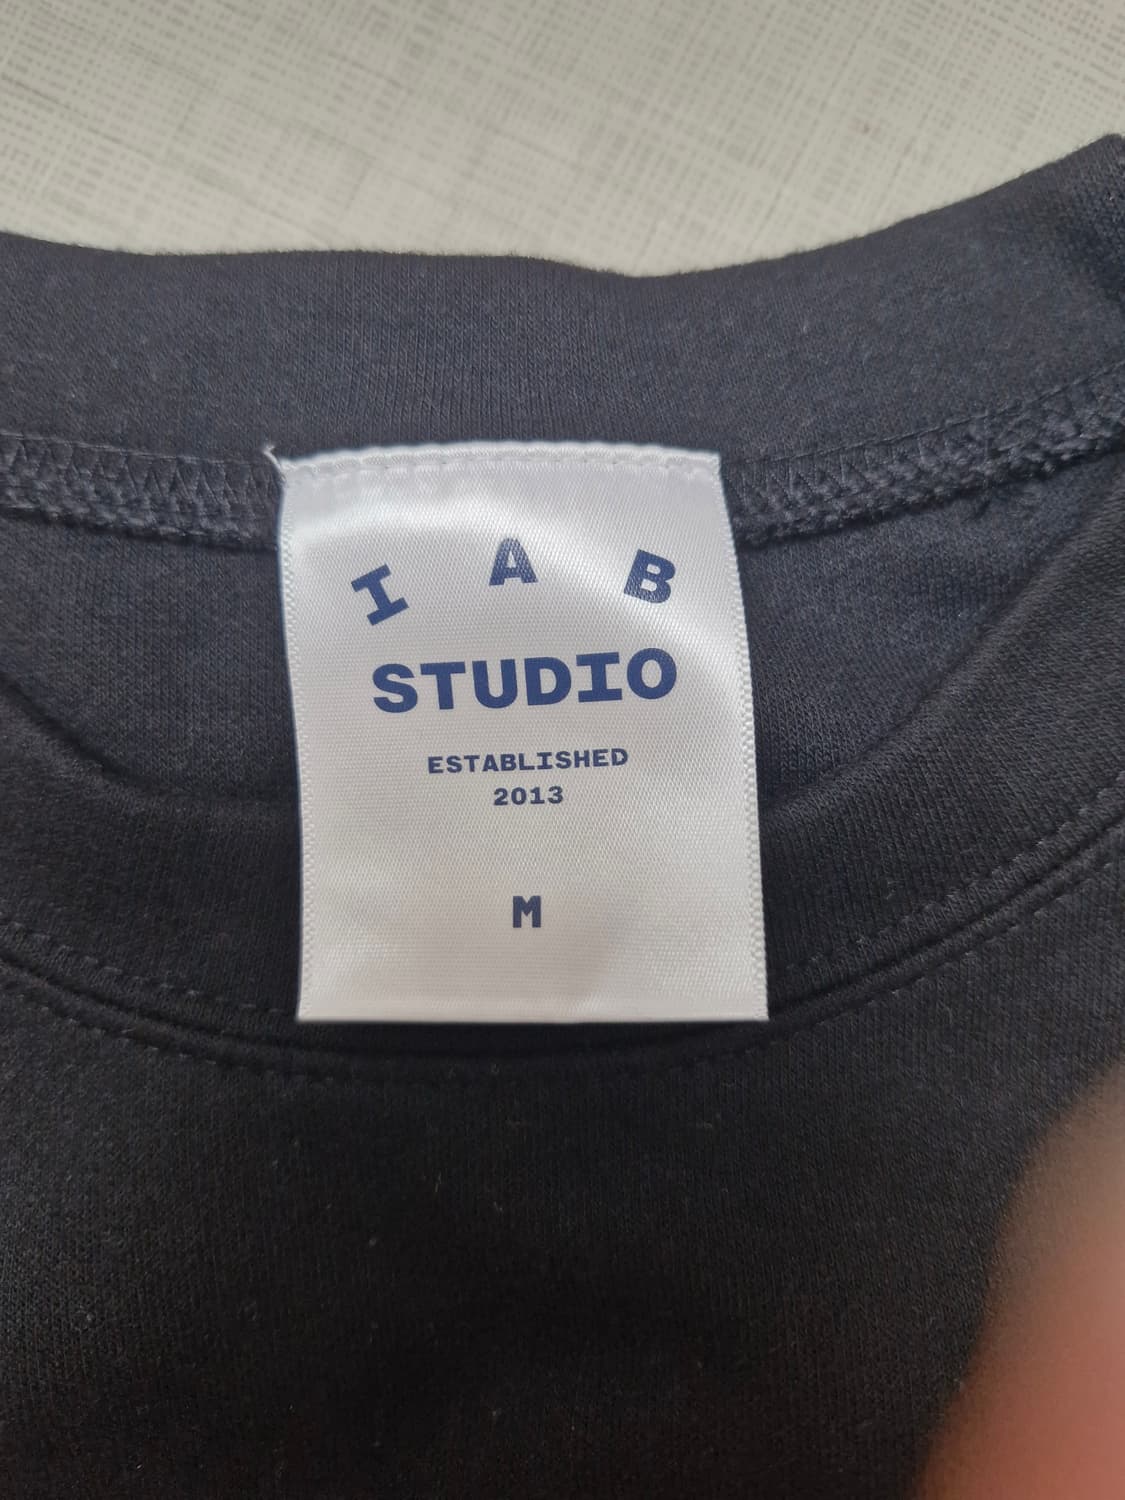 I A B
STUDIO
ESTABLISHED
2013
M